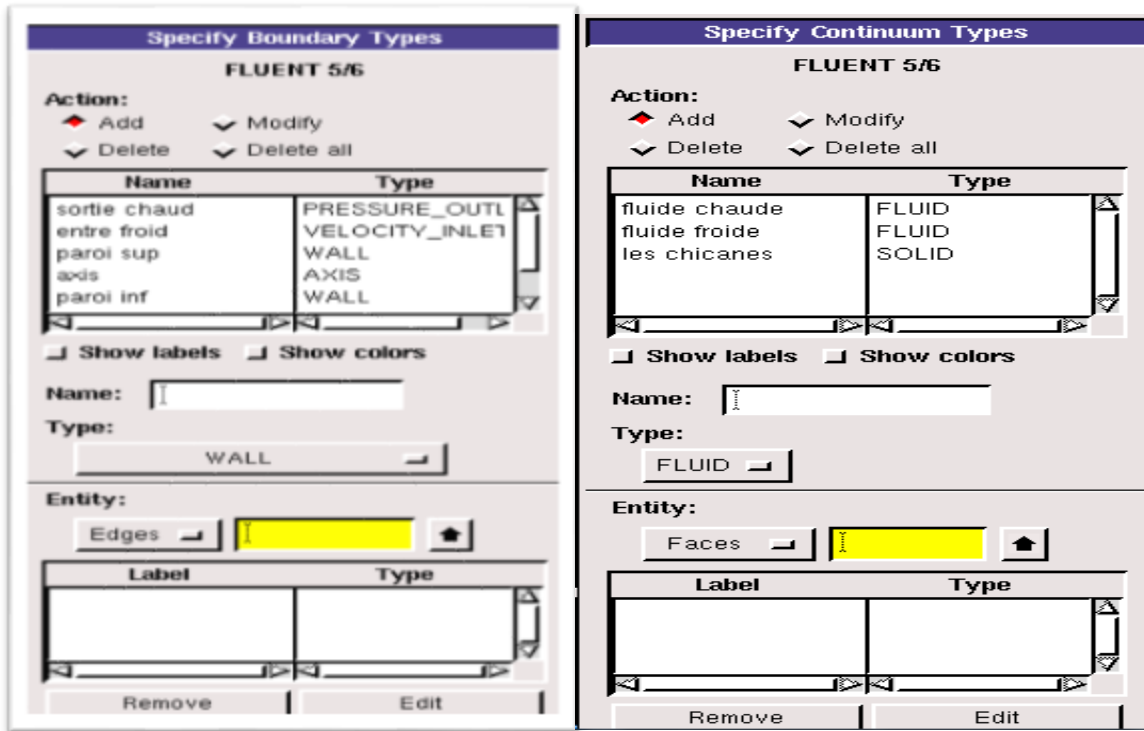 Specify Boundary Types
FLUENT 5/6
Action:
Add Modify
Delete Delete all
Name Type
sortie chaud PRESSURE_OUTL
entre froid VELOCITY_INLET
paroi sup WALL
axis AXIS
paroi inf WALL
Show labels Show colors
Name:
Type:
WALL
Entity:
Edges
Label Type
Remove Edit
Specify Continuum Types
FLUENT 5/6
Action:
Add Modify
Delete Delete all
Name Type
fluide chaude FLUID
fluide froide FLUID
les chicanes SOLID
Show labels Show colors
Name:
Type:
FLUID
Entity:
Faces
Label Type
Remove Edit